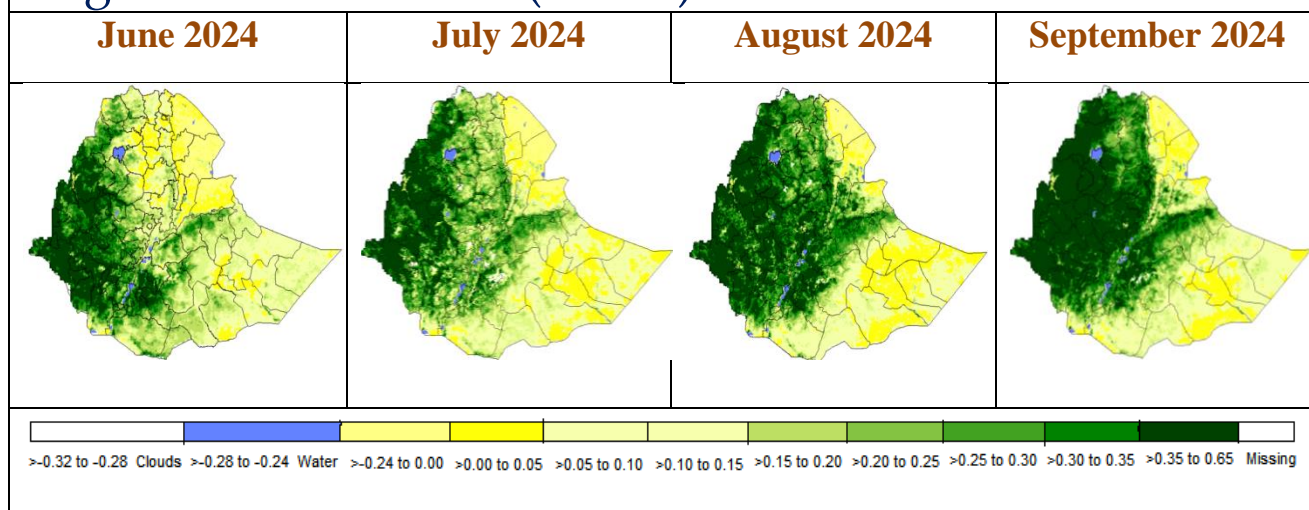 June 2024
July 2024
August 2024
September 2024
>-0.32 to -0.28 Clouds >-0.28 to -0.24 Water >-0.24 to 0.00 >0.00 to 0.05 >0.05 to 0.10 >0.10 to 0.15 >0.15 to 0.20 >0.20 to 0.25 >0.25 to 0.30 >0.30 to 0.35 >0.35 to 0.65 Missing